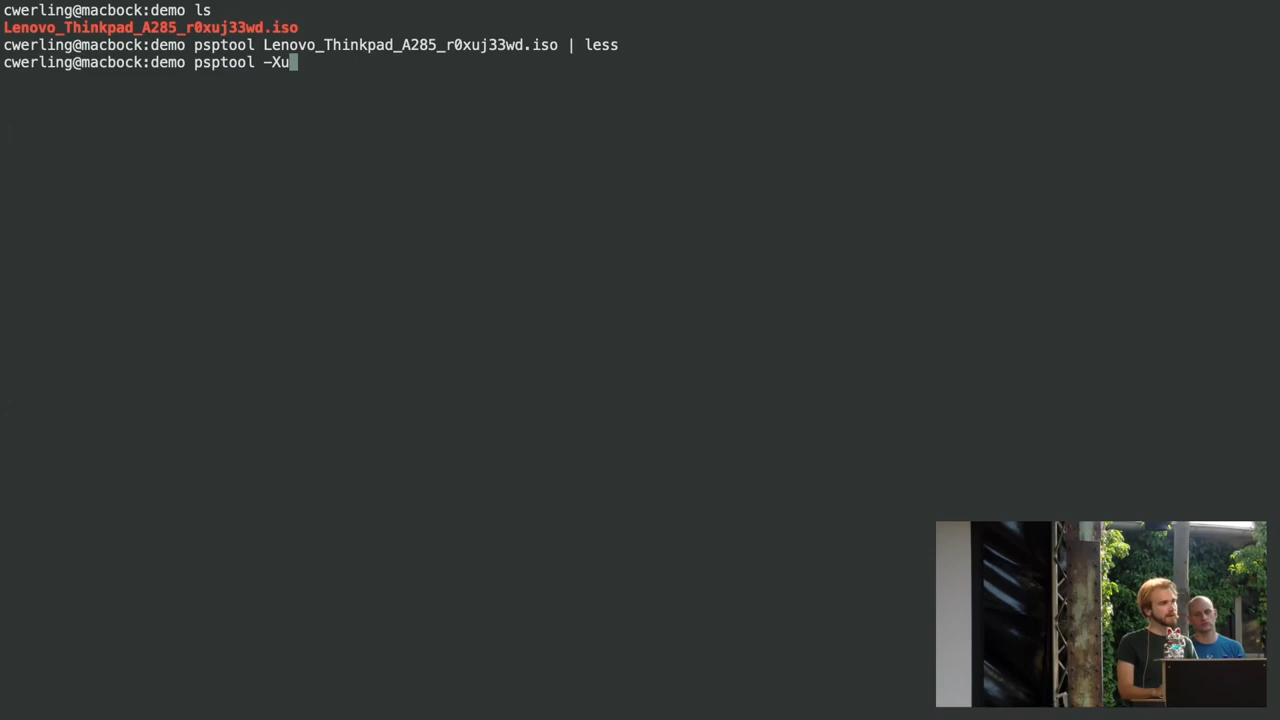 cwerling@macbock:demo ls
Lenovo_Thinkpad_A285_r0xuj33wd.iso
cwerling@macbock:demo psptool Lenovo_Thinkpad_A285_r0xuj33wd.iso | less
cwerling@macbock:demo psptool -Xu